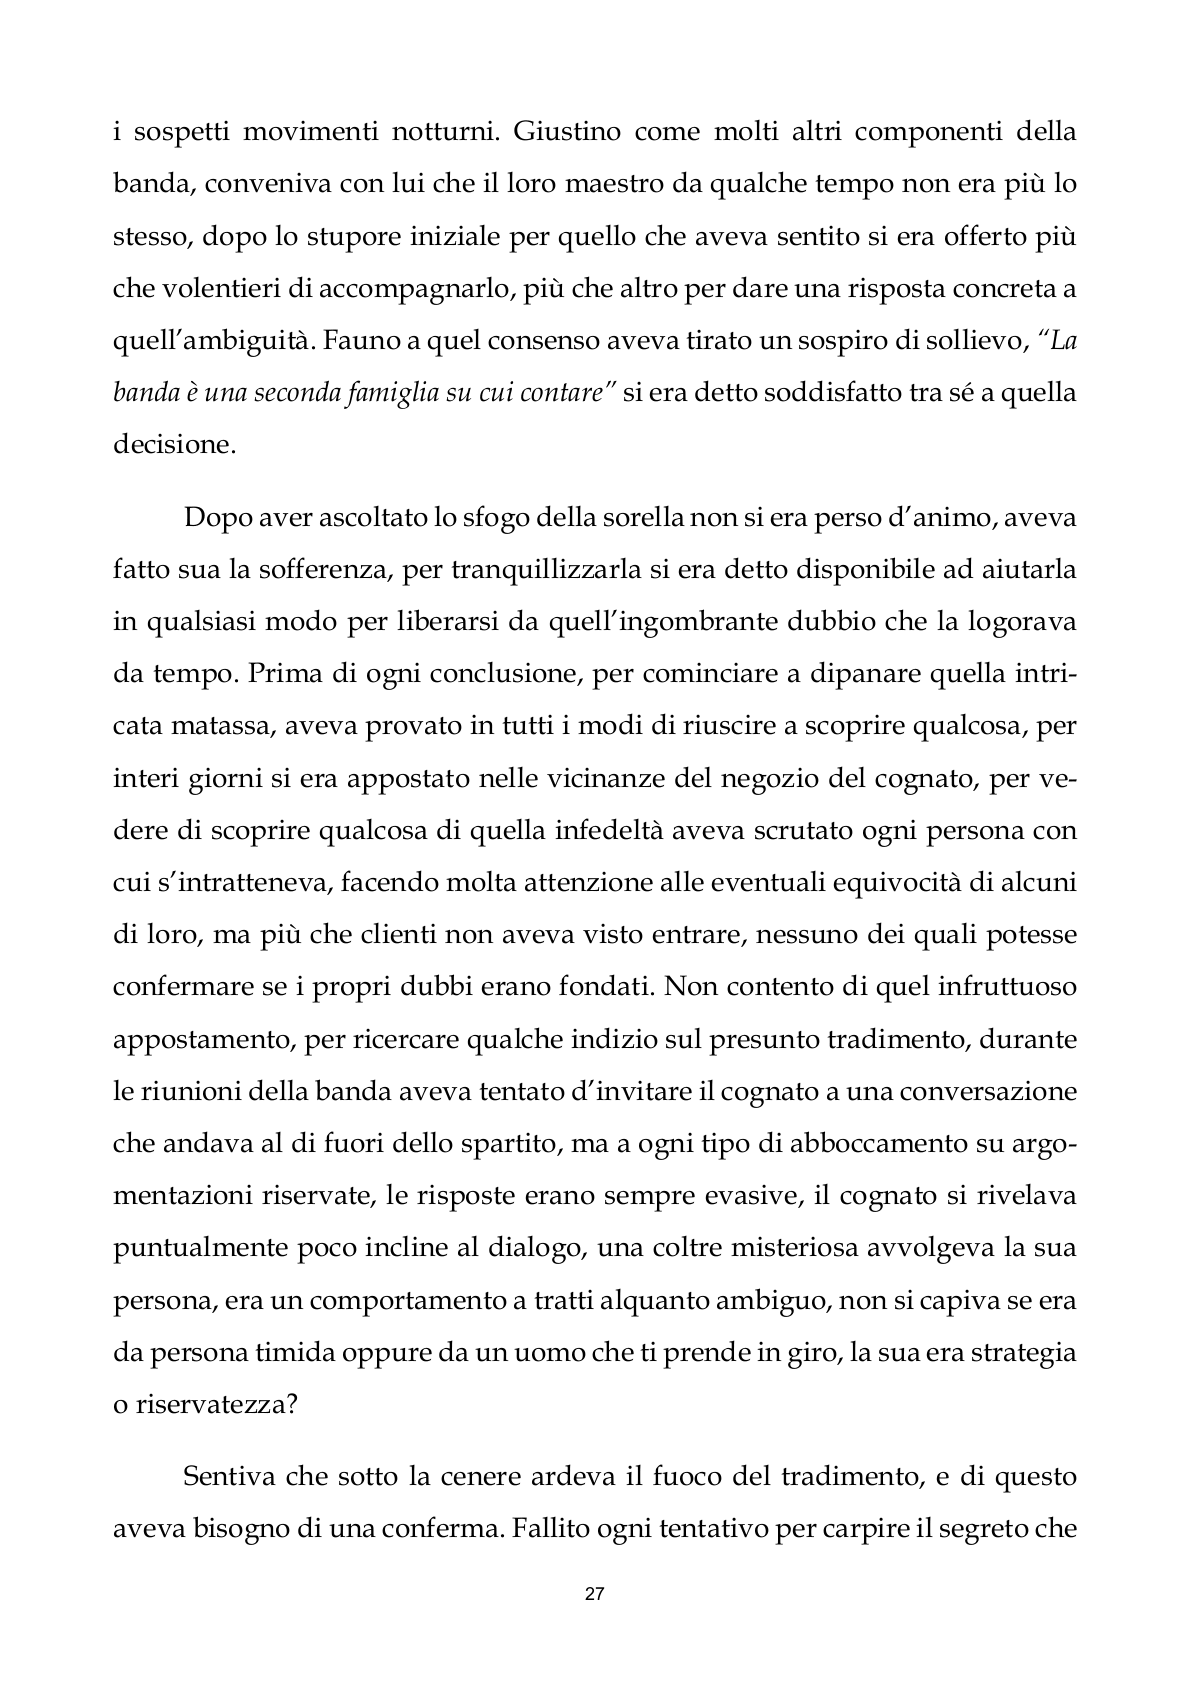 i sospetti movimenti notturni. Giustino come molti altri componenti della
banda, conveniva con lui che il loro maestro da qualche tempo non era più lo
stesso, dopo lo stupore iniziale per quello che aveva sentito si era offerto più
che volentieri di accompagnarlo, più che altro per dare una risposta concreta a
quell’ambiguità. Fauno a quel consenso aveva tirato un sospiro di sollievo, “La
banda è una seconda famiglia su cui contare” si era detto soddisfatto tra sé a quella
decisione.
Dopo aver ascoltato lo sfogo della sorella non si era perso d’animo, aveva
fatto sua la sofferenza, per tranquillizzarla si era detto disponibile ad aiutarla
in qualsiasi modo per liberarsi da quell’ingombrante dubbio che la logorava
da tempo. Prima di ogni conclusione, per cominciare a dipanare quella intri-
cata matassa, aveva provato in tutti i modi di riuscire a scoprire qualcosa, per
interi giorni si era appostato nelle vicinanze del negozio del cognato, per ve-
dere di scoprire qualcosa di quella infedeltà aveva scrutato ogni persona con
cui s’intratteneva, facendo molta attenzione alle eventuali equivocità di alcuni
di loro, ma più che clienti non aveva visto entrare, nessuno dei quali potesse
confermare se i propri dubbi erano fondati. Non contento di quel infruttuoso
appostamento, per ricercare qualche indizio sul presunto tradimento, durante
le riunioni della banda aveva tentato d’invitare il cognato a una conversazione
che andava al di fuori dello spartito, ma a ogni tipo di abboccamento su argo-
mentazioni riservate, le risposte erano sempre evasive, il cognato si rivelava
puntualmente poco incline al dialogo, una coltre misteriosa avvolgeva la sua
persona, era un comportamento a tratti alquanto ambiguo, non si capiva se era
da persona timida oppure da un uomo che ti prende in giro, la sua era strategia
o riservatezza?
Sentiva che sotto la cenere ardeva il fuoco del tradimento, e di questo
aveva bisogno di una conferma. Fallito ogni tentativo per carpire il segreto che
27